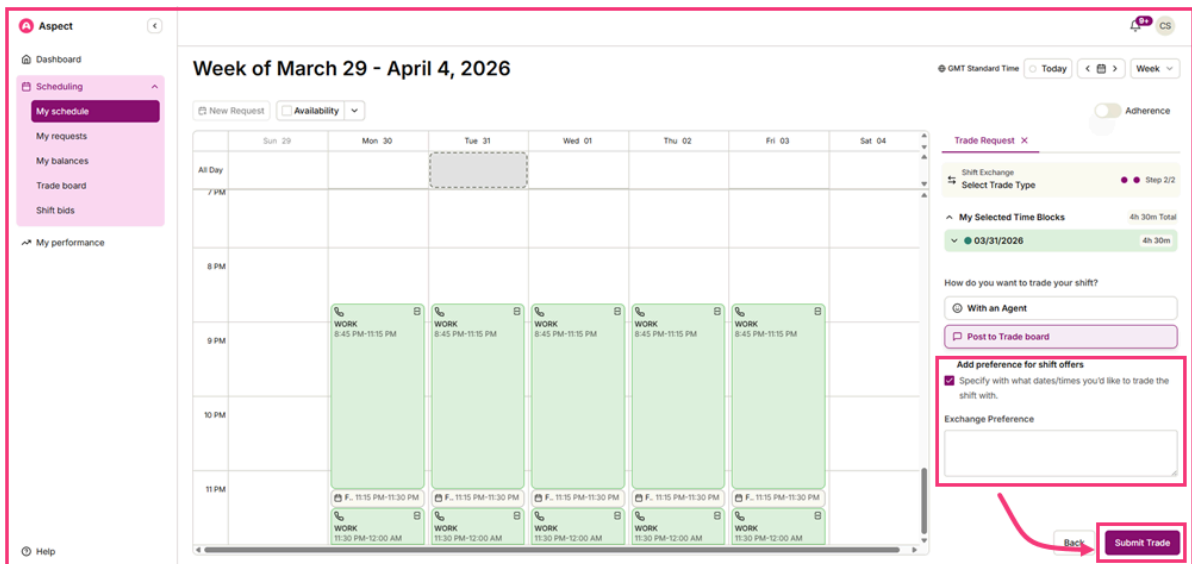 Aspect
9+
CS
Dashboard
Scheduling
My schedule
My requests
My balances
Trade board
Shift bids
My performance
Help
Week of March 29 - April 4, 2026
GMT Standard Time
Today
Week
New Request
Availability
Adherence
Sun 29 Mon 30 Tue 31 Wed 01 Thu 02 Fri 03 Sat 04
All Day
7 PM
8 PM
9 PM
10 PM
11 PM
WORK WORK WORK WORK WORK
8:45 PM-11:15 PM 8:45 PM-11:15 PM 8:45 PM-11:15 PM 8:45 PM-11:15 PM 8:45 PM-11:15 PM
F... 11:15 PM-11:30 PM F... 11:15 PM-11:30 PM F... 11:15 PM-11:30 PM F... 11:15 PM-11:30 PM F... 11:15 PM-11:30 PM
WORK WORK WORK WORK WORK
11:30 PM-12:00 AM 11:30 PM-12:00 AM 11:30 PM-12:00 AM 11:30 PM-12:00 AM 11:30 PM-12:00 AM
Trade Request
Shift Exchange
Select Trade Type
Step 2/2
My Selected Time Blocks 4h 30m Total
03/31/2026 4h 30m
How do you want to trade your shift?
With an Agent
Post to Trade board
Add preference for shift offers
Specify with what dates/times you'd like to trade the
shift with.
Exchange Preference
Back
Submit Trade